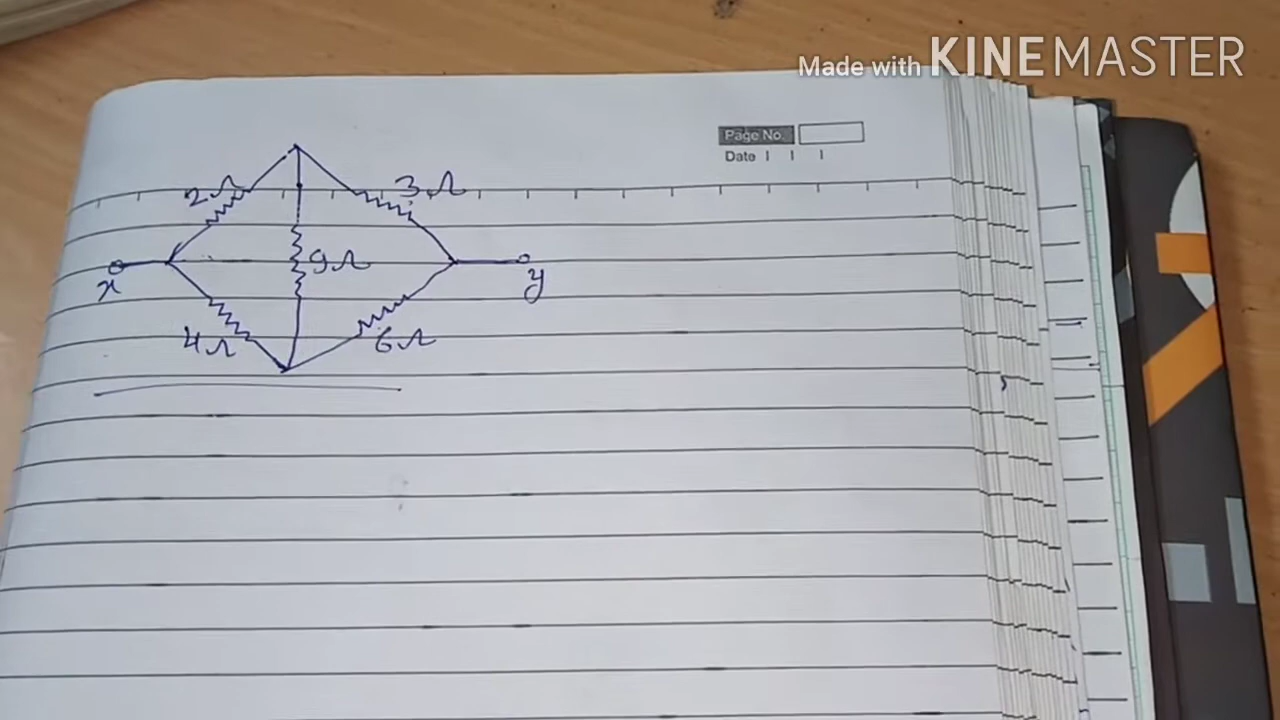 Made with KINEMASTER
Page No.
Date
2Ω 3Ω
9Ω
x y
4Ω 6Ω